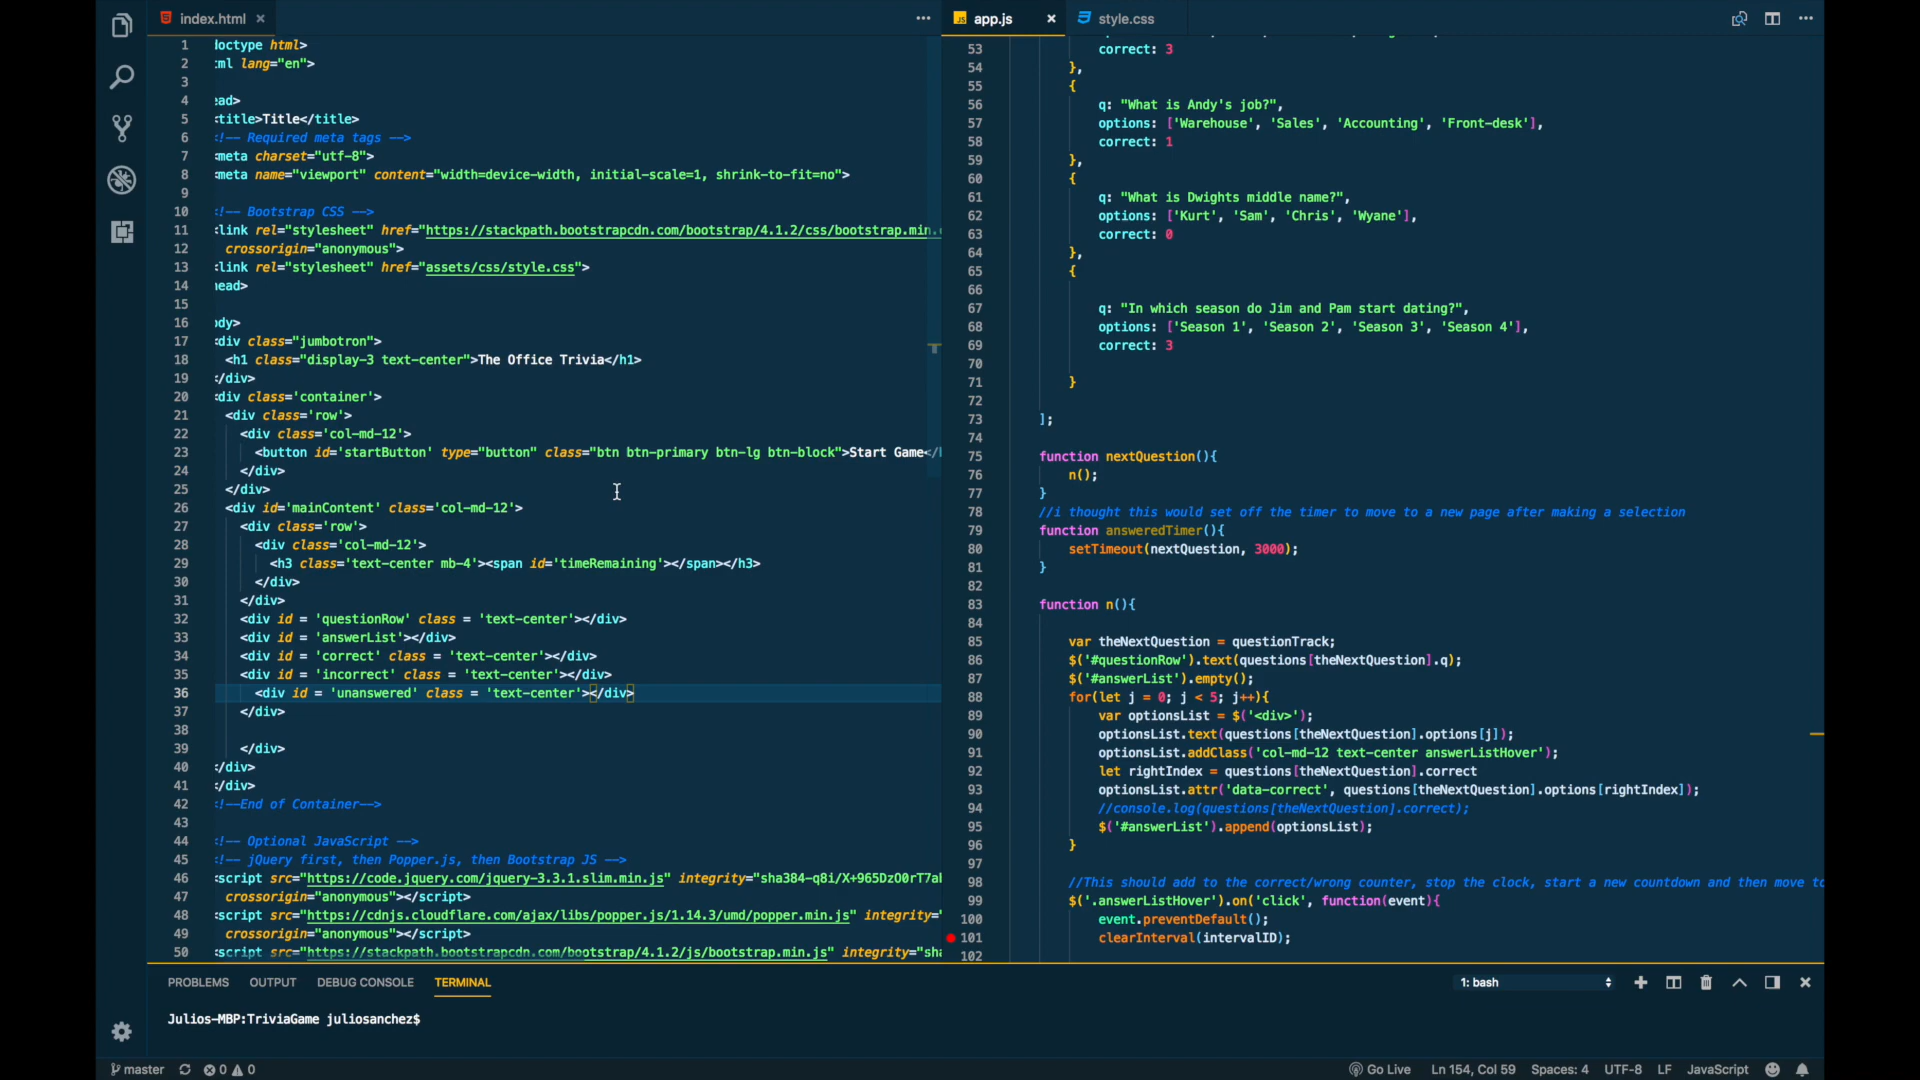 index.html
app.js
style.css
1 doctype html>
2 tml lang="en">
3
4 ead>
5 <title>Title</title>
6 <!-- Required meta tags -->
7 <meta charset="utf-8">
8 <meta name="viewport" content="width=device-width, initial-scale=1, shrink-to-fit=no">
9
10 <!-- Bootstrap CSS -->
11 <link rel="stylesheet" href="https://stackpath.bootstrapcdn.com/bootstrap/4.1.2/css/bootstrap.min.
12 crossorigin="anonymous">
13 <link rel="stylesheet" href="assets/css/style.css">
14 head>
15
16 ody>
17 <div class="jumbotron">
18 <h1 class="display-3 text-center">The Office Trivia</h1>
19 </div>
20 <div class='container'>
21 <div class='row'>
22 <div class='col-md-12'>
23 <button id='startButton' type="button" class="btn btn-primary btn-lg btn-block">Start Game</
24 </div>
25 </div>
26 <div id='mainContent' class='col-md-12'>
27 <div class='row'>
28 <div class='col-md-12'>
29 <h3 class='text-center mb-4'><span id='timeRemaining'></span></h3>
30 </div>
31 </div>
32 <div id = 'questionRow' class = 'text-center'></div>
33 <div id = 'answerList'></div>
34 <div id = 'correct' class = 'text-center'></div>
35 <div id = 'incorrect' class = 'text-center'></div>
36 <div id = 'unanswered' class = 'text-center'></div>
37 </div>
38
39 </div>
40 </div>
41 </div>
42 <!--End of Container-->
43
44 <!-- Optional JavaScript -->
45 <!-- jQuery first, then Popper.js, then Bootstrap JS -->
46 <script src="https://code.jquery.com/jquery-3.3.1.slim.min.js" integrity="sha384-q8i/X+965DzO0rT7a
47 crossorigin="anonymous"></script>
48 <script src="https://cdnjs.cloudflare.com/ajax/libs/popper.js/1.14.3/umd/popper.min.js" integrity=
49 crossorigin="anonymous"></script>
50 <script src="https://stackpath.bootstrapcdn.com/bootstrap/4.1.2/js/bootstrap.min.js" integrity="sha
53 correct: 3
54 },
55 {
56 q: "What is Andy's job?",
57 options: ['Warehouse', 'Sales', 'Accounting', 'Front-desk'],
58 correct: 1
59 },
60 {
61 q: "What is Dwights middle name?",
62 options: ['Kurt', 'Sam', 'Chris', 'Wyane'],
63 correct: 0
64 },
65 {
66
67 q: "In which season do Jim and Pam start dating?",
68 options: ['Season 1', 'Season 2', 'Season 3', 'Season 4'],
69 correct: 3
70
71 }
72
73 ];
74
75 function nextQuestion(){
76 n();
77 }
78 //i thought this would set off the timer to move to a new page after making a selection
79 function answeredTimer(){
80 setTimeout(nextQuestion, 3000);
81 }
82
83 function n(){
84
85 var theNextQuestion = questionTrack;
86 $('#questionRow').text(questions[theNextQuestion].q);
87 $('#answerList').empty();
88 for(let j = 0; j < 5; j++){
89 var optionsList = $('<div>');
90 optionsList.text(questions[theNextQuestion].options[j]);
91 optionsList.addClass('col-md-12 text-center answerListHover');
92 let rightIndex = questions[theNextQuestion].correct
93 optionsList.attr('data-correct', questions[theNextQuestion].options[rightIndex]);
94 //console.log(questions[theNextQuestion].correct);
95 $('#answerList').append(optionsList);
96 }
97
98 //This should add to the correct/wrong counter, stop the clock, start a new countdown and then move to
99 $('.answerListHover').on('click', function(event){
100 event.preventDefault();
101 clearInterval(intervalID);
102
PROBLEMS OUTPUT DEBUG CONSOLE TERMINAL 1: bash
Julios-MBP:TriviaGame juliosanchez$
master 0 0 Go Live Ln 154, Col 59 Spaces: 4 UTF-8 LF JavaScript